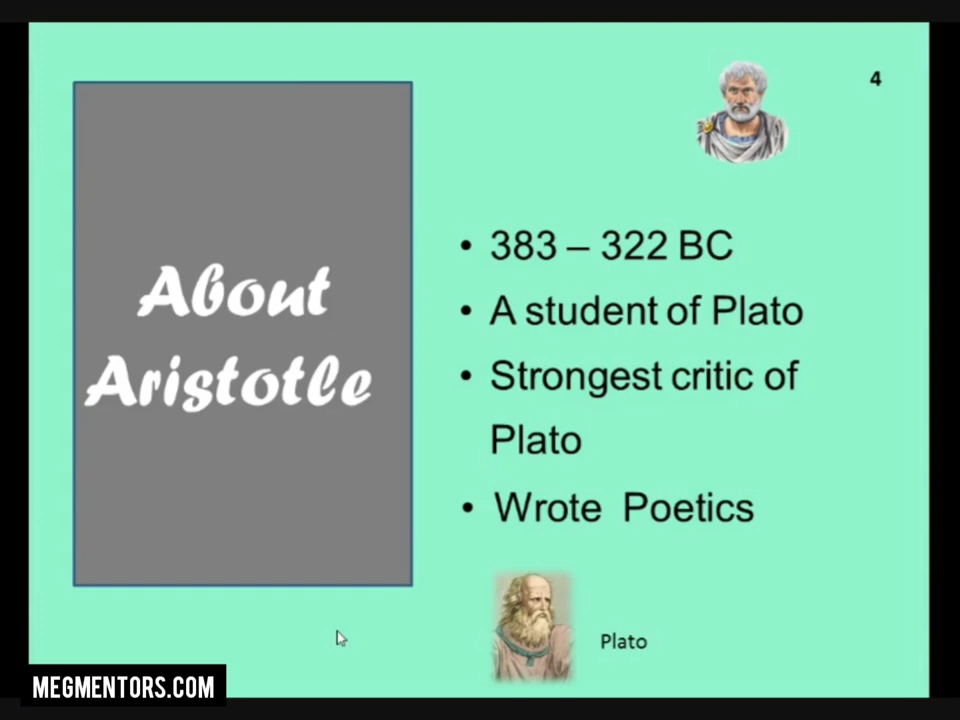 4
About
Aristotle
• 383 – 322 BC
• A student of Plato
• Strongest critic of
Plato
• Wrote Poetics
Plato
MEGMENTORS.COM